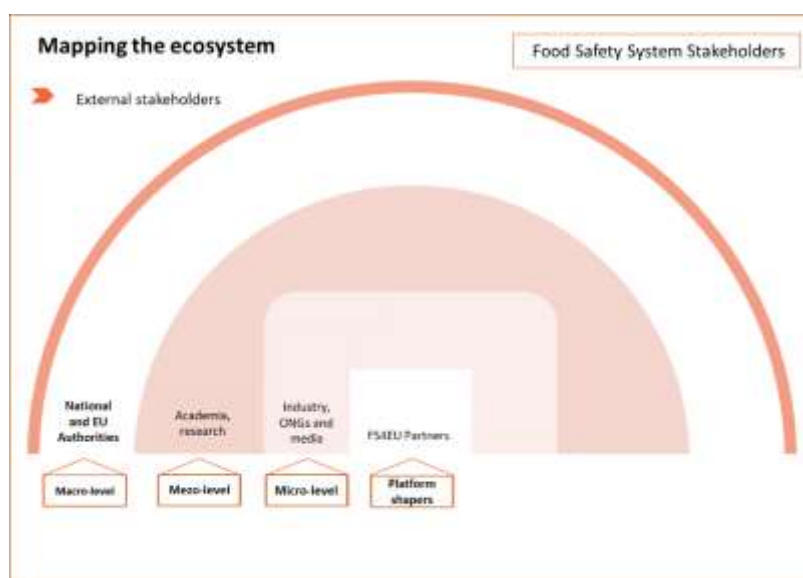 Mapping the ecosystem
Food Safety System Stakeholders
External stakeholders
National
and EU
Authorities
Academia,
research
Industry,
ONGs and
media
FS4EU Partners
Macro-level
Mezo-level
Micro-level
Platform
shapers